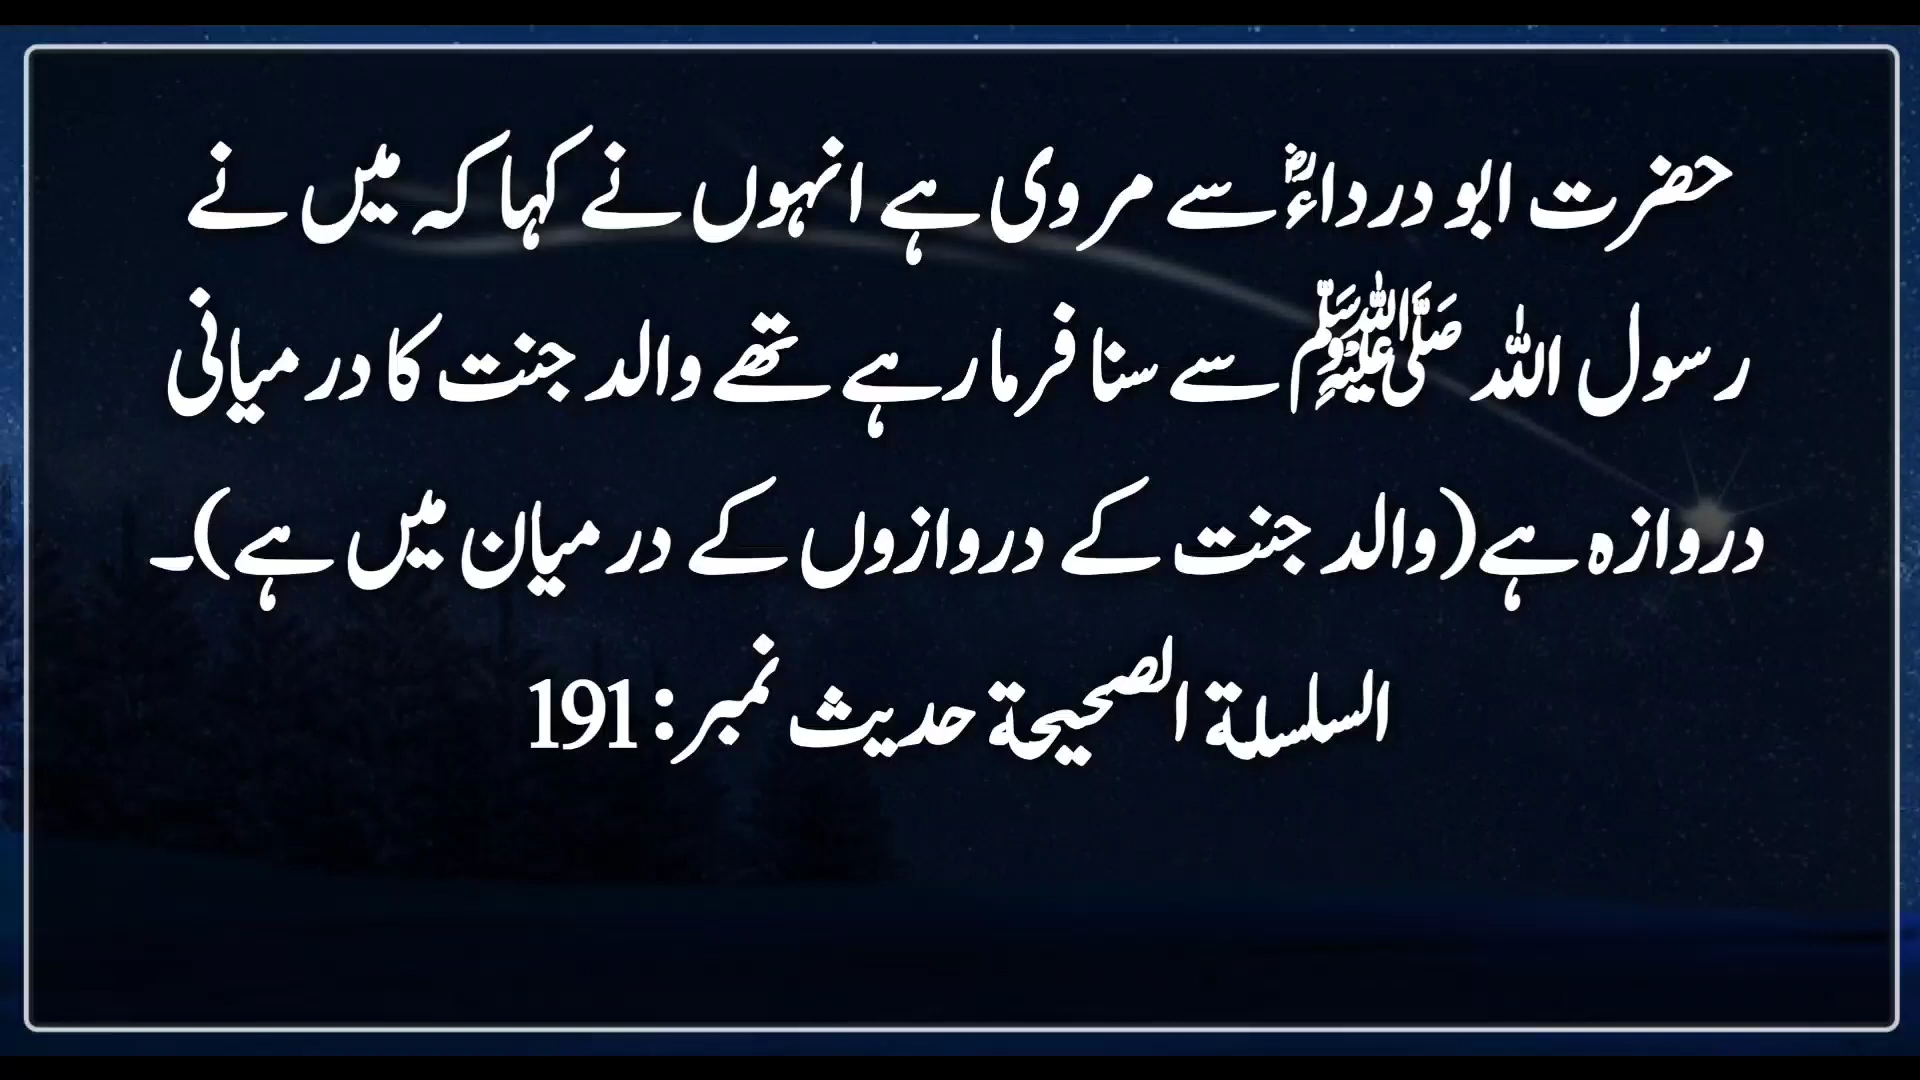 حضرت ابو درداءؓ سے مروی ہے انہوں نے کہا کہ میں نے
رسول اللہ ﷺ سے سنا فرما رہے تھے والد جنت کا درمیانی
دروازہ ہے(والد جنت کے دروازوں کے درمیان میں ہے)۔
السلسلة الصحیحة حدیث نمبر: 191